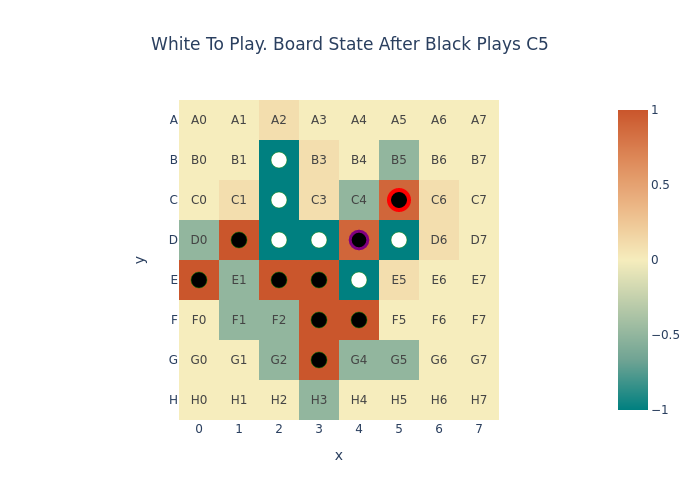 White To Play. Board State After Black Plays C5
A A0 A1 A2 A3 A4 A5 A6 A7
B B0 B1 B3 B4 B5 B6 B7
C C0 C1 C3 C4 C6 C7
D D0 D6 D7
E E1 E5 E6 E7
F F0 F1 F2 F5 F6 F7
G G0 G1 G2 G4 G5 G6 G7
H H0 H1 H2 H3 H4 H5 H6 H7
0 1 2 3 4 5 6 7
x
y
1
0.5
0
−0.5
−1